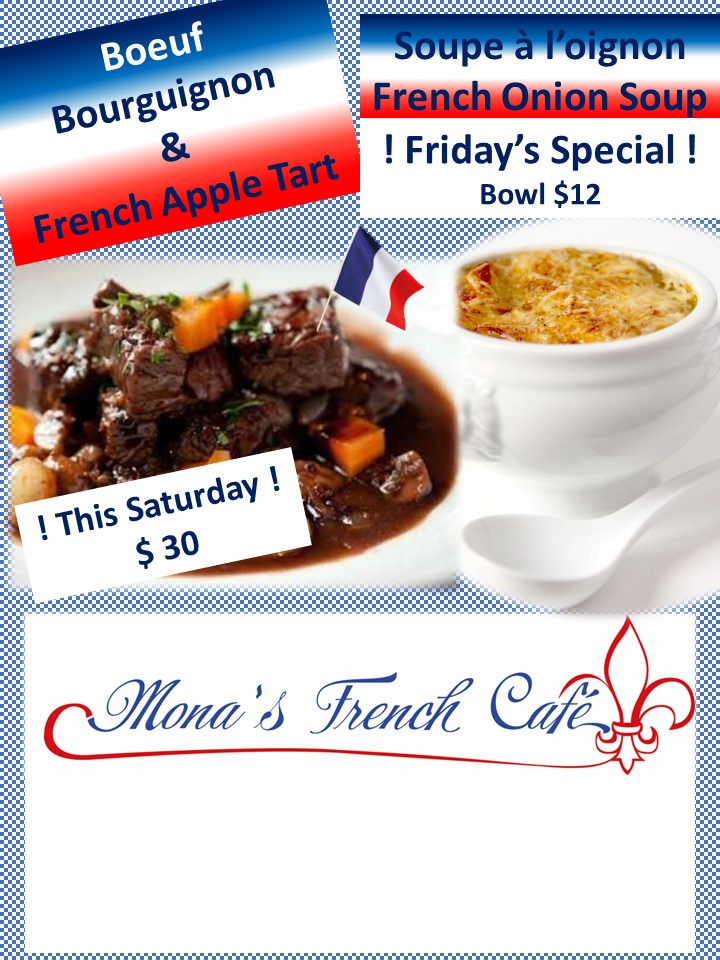 Boeuf
Bourguignon
&
French Apple Tart
Soupe à l’oignon
French Onion Soup
! Friday’s Special !
Bowl $12
! This Saturday !
$ 30
Mona's French Café